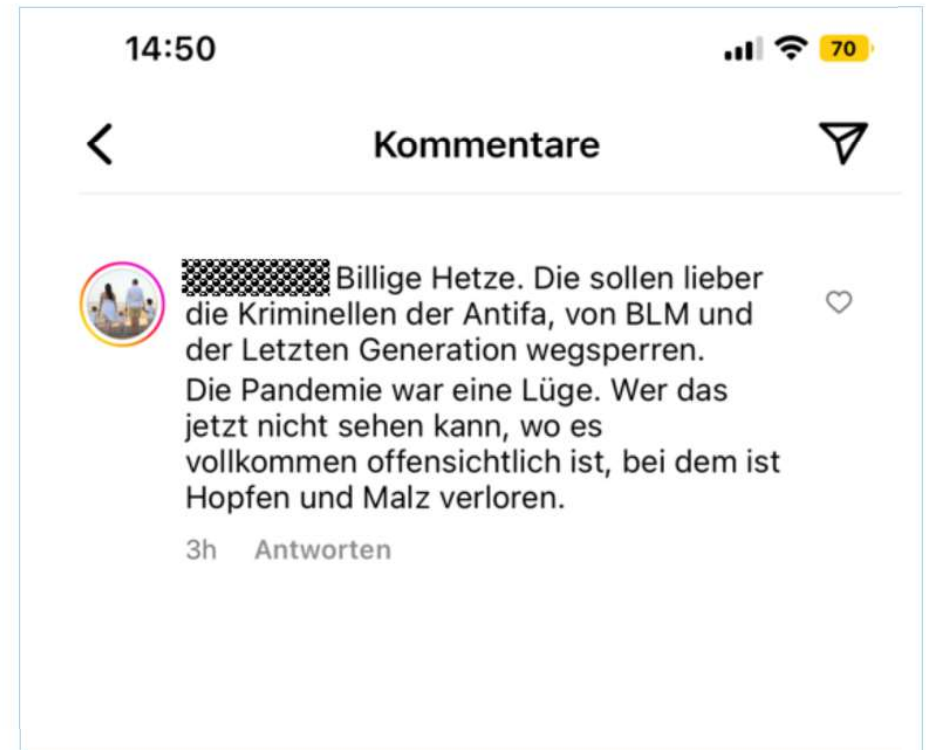 14:50
70
Kommentare
Billige Hetze. Die sollen lieber
die Kriminellen der Antifa, von BLM und
der Letzten Generation wegsperren.
Die Pandemie war eine Lüge. Wer das
jetzt nicht sehen kann, wo es
vollkommen offensichtlich ist, bei dem ist
Hopfen und Malz verloren.
3h Antworten